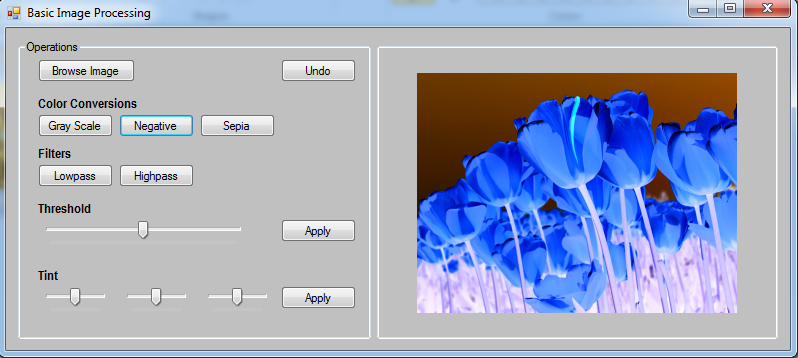 Basic Image Processing
Operations
Browse Image
Undo
Color Conversions
Gray Scale
Negative
Sepia
Filters
Lowpass
Highpass
Threshold
Apply
Tint
Apply